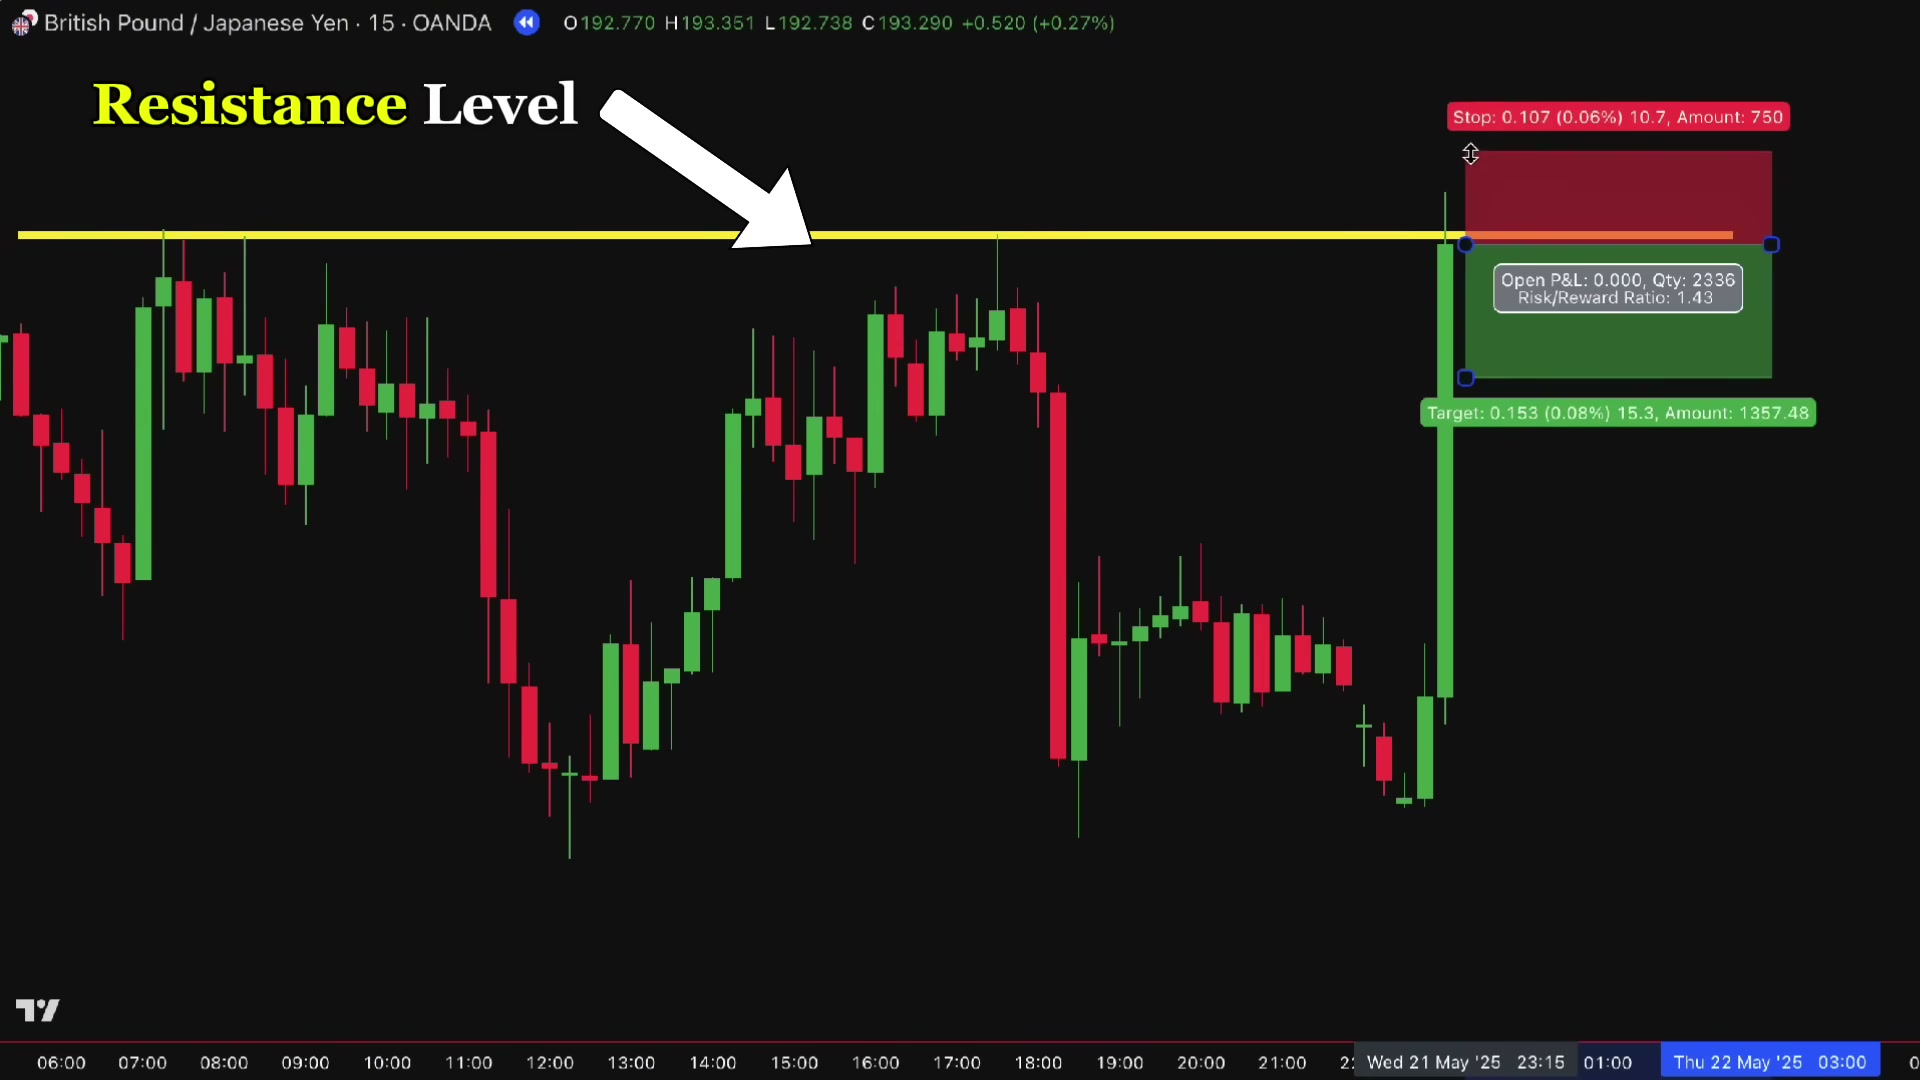 British Pound / Japanese Yen · 15 · OANDA O192.770 H193.351 L192.738 C193.290 +0.520 (+0.27%)
Resistance Level
Stop: 0.107 (0.06%) 10.7, Amount: 750
Open P&L: 0.000, Qty: 2336
Risk/Reward Ratio: 1.43
Target: 0.153 (0.08%) 15.3, Amount: 1357.48
06:00 07:00 08:00 09:00 10:00 11:00 12:00 13:00 14:00 15:00 16:00 17:00 18:00 19:00 20:00 21:00 Wed 21 May '25 23:15 01:00 Thu 22 May '25 03:00